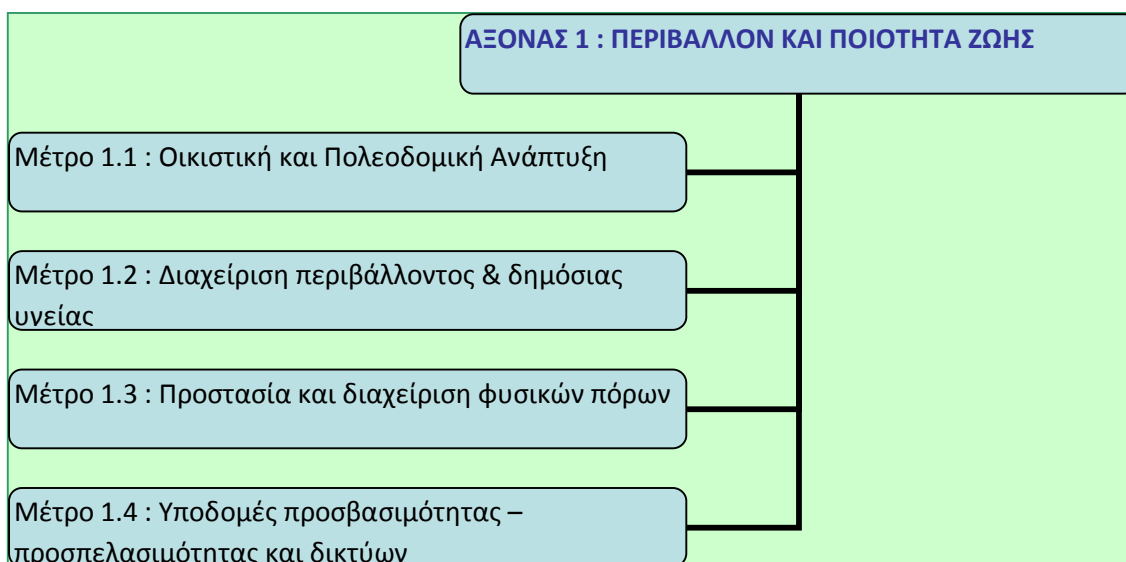 ΑΞΟΝΑΣ 1 : ΠΕΡΙΒΑΛΛΟΝ ΚΑΙ ΠΟΙΟΤΗΤΑ ΖΩΗΣ
Μέτρο 1.1 : Οικιστική και Πολεοδομική Ανάπτυξη
Μέτρο 1.2 : Διαχείριση περιβάλλοντος & δημόσιας
υγείας
Μέτρο 1.3 : Προστασία και διαχείριση φυσικών πόρων
Μέτρο 1.4 : Υποδομές προσβασιμότητας –
προσπελασιμότητας και δικτύων